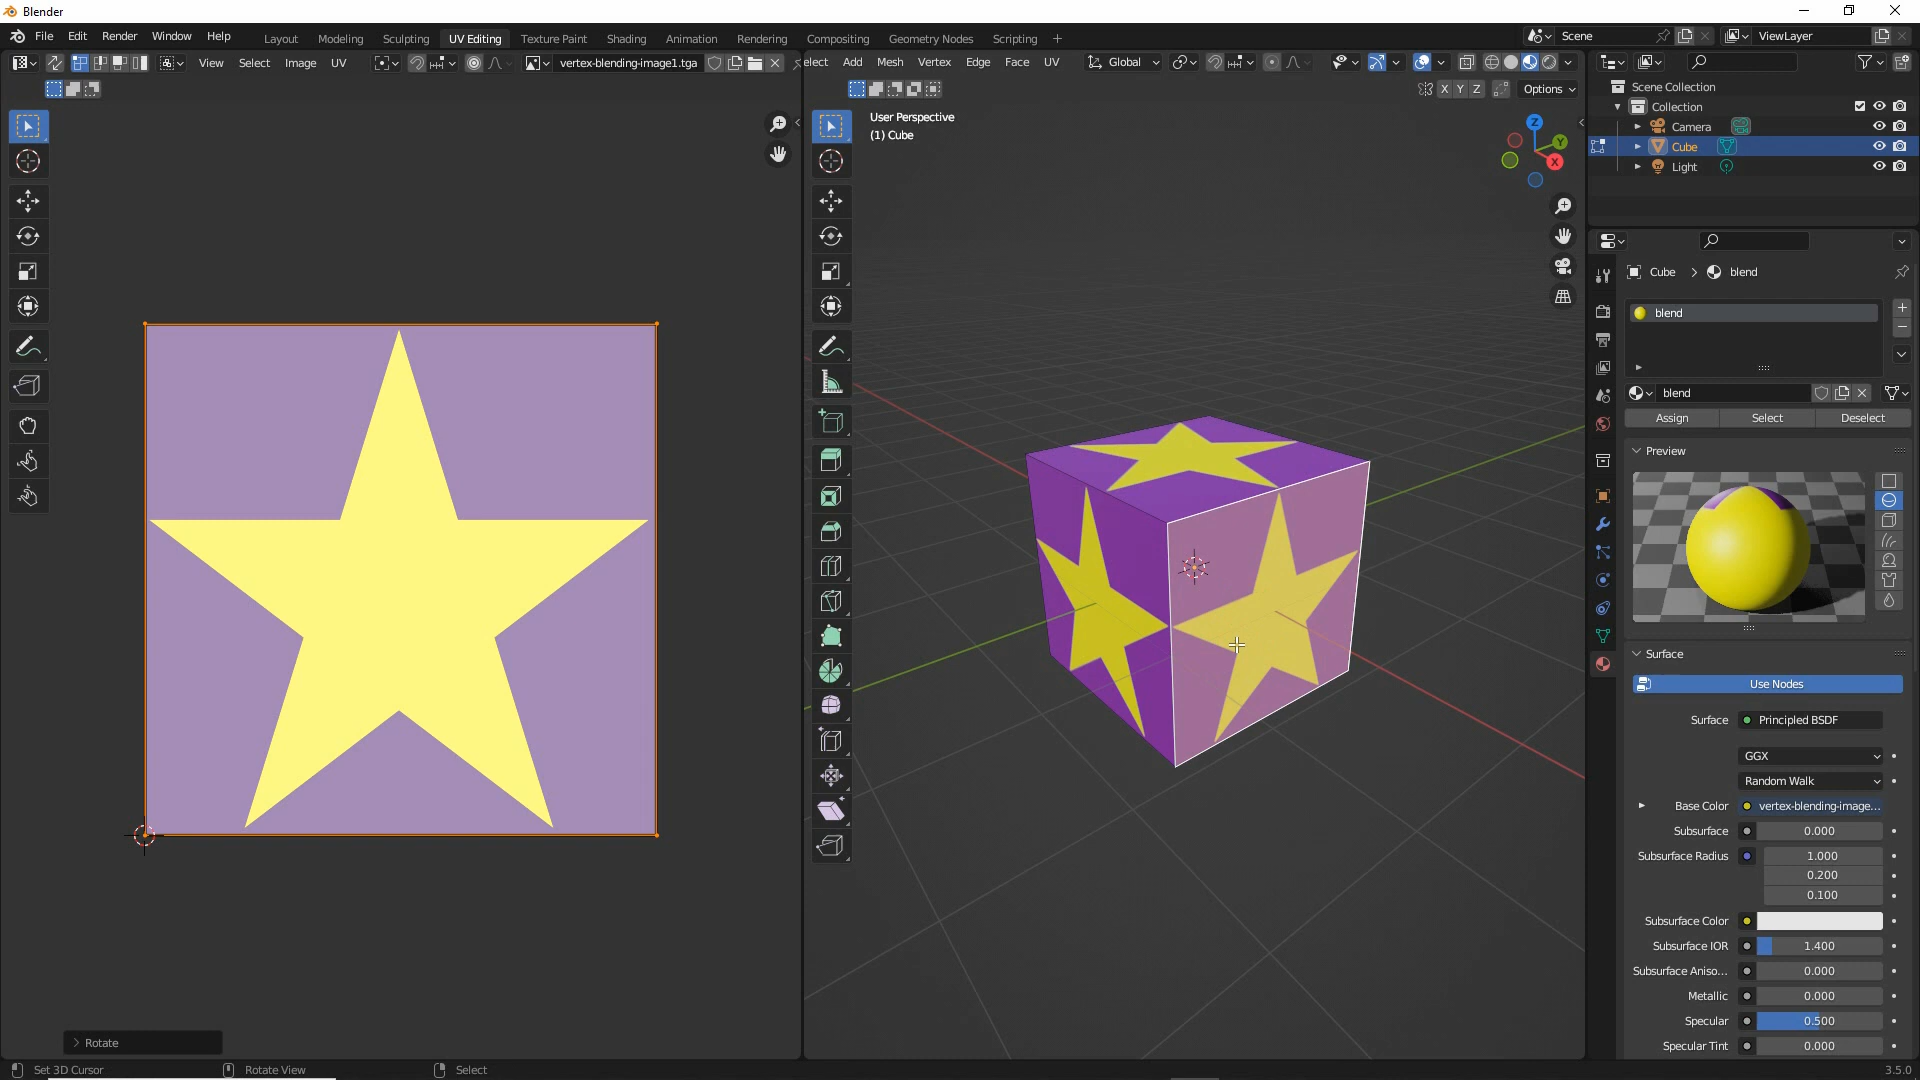 Blender
File Edit Render Window Help
Layout Modeling Sculpting UV Editing Texture Paint Shading Animation Rendering Compositing Geometry Nodes Scripting +
Scene
ViewLayer
View Select Image UV
vertex-blending-image1.tga
elect Add Mesh Vertex Edge Face UV
Global
X Y Z
Options
User Perspective
(1) Cube
Z
Y
X
Scene Collection
Collection
Camera
Cube
Light
Cube > blend
blend
blend
Assign Select Deselect
Preview
Surface
Use Nodes
Surface Principled BSDF
GGX
Random Walk
Base Color vertex-blending-image...
Subsurface 0.000
Subsurface Radius 1.000
0.200
0.100
Subsurface Color
Subsurface IOR 1.400
Subsurface Aniso... 0.000
Metallic 0.000
Specular 0.500
Specular Tint 0.000
> Rotate
Set 3D Cursor Rotate View Select
3.5.0